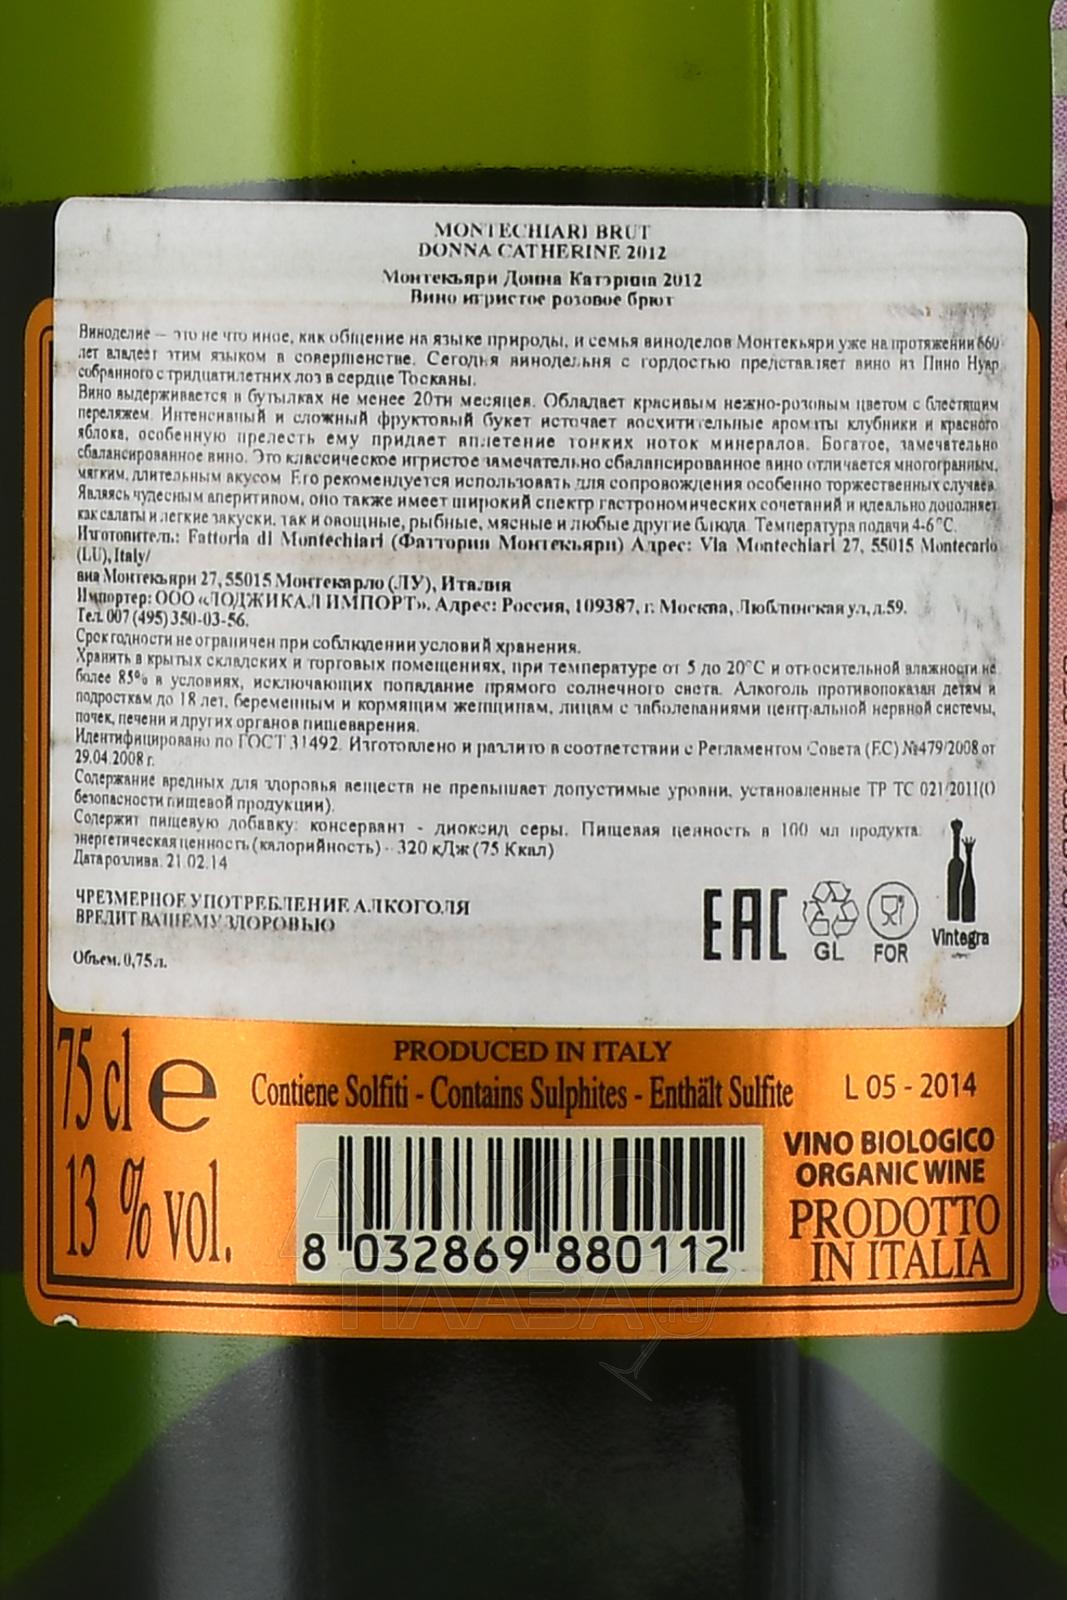 MONTECHIARI BRUT
DONNA CATHERINE 2012
Монтекьяри Донна Катэрина 2012
Вино игристое розовое брют
Виноделие – это не что иное, как общение на языке природы, и семья виноделов Монтекьяри уже на протяжении 660
лет владеет этим языком в совершенстве. Сегодня винодельня с гордостью представляет вино из Пино Нуар
собранного с тридцатилетних лоз в сердце Тосканы.
Вино выдерживается в бутылках не менее 20ти месяцев. Обладает красивым нежно-розовым цветом с блестящим
переляжем. Интенсивный и сложный фруктовый букет источает восхитительные ароматы клубники и красного
яблока, особенную прелесть ему придает вплетение тонких ноток минералов. Богатое, замечательно
сбалансированное вино. Это классическое игристое замечательно сбалансированное вино отличается многогранным,
мягким, длительным вкусом. Его рекомендуется использовать для сопровождения особенно торжественных случаев.
Являясь чудесным аперитивом, оно также имеет широкий спектр гастрономических сочетаний и идеально дополняет
как салаты и легкие закуски, так и овощные, рыбные, мясные и любые другие блюда. Температура подачи 4-6°С.
Изготовитель: Fattoria di Montechiari (Фаттория Монтекьяри) Адрес: Via Montechiari 27, 55015 Montecarlo
(LU), Italy/
виа Монтекьяри 27, 55015 Монтекарло (ЛУ), Италия
Импортер: ООО «ЛОДЖИКАЛ ИМПОРТ». Адрес: Россия, 109387, г. Москва, Люблинская ул, д.59.
Тел. 007 (495) 350-03-56.
Срок годности не ограничен при соблюдении условий хранения.
Хранить в крытых складских и торговых помещениях, при температуре от 5 до 20°С и относительной влажности не
более 85% в условиях, исключающих попадание прямого солнечного света. Алкоголь противопоказан детям и
подросткам до 18 лет, беременным и кормящим женщинам, лицам с заболеваниями центральной нервной системы,
почек, печени и других органов пищеварения.
Идентифицировано по ГОСТ 31492. Изготовлено и разлито в соответствии с Регламентом Совета (ЕС) №479/2008 от
29.04.2008 г.
Содержание вредных для здоровья веществ не превышает допустимые уровни, установленные ТР ТС 021/2011(О
безопасности пищевой продукции).
Содержит пищевую добавку: консервант - диоксид серы. Пищевая ценность в 100 мл продукта:
энергетическая ценность (калорийность) - 320 кДж (75 Ккал)
Дата розлива. 21.02.14
ЧРЕЗМЕРНОЕ УПОТРЕБЛЕНИЕ АЛКОГОЛЯ
ВРЕДИТ ВАШЕМУ ЗДОРОВЬЮ
Объем. 0,75 л.
EAC
GL
FOR
Vintegra
75 cl e
13 % vol.
PRODUCED IN ITALY
Contiene Solfiti - Contains Sulphites - Enthält Sulfite
L 05 - 2014
VINO BIOLOGICO
ORGANIC WINE
PRODOTTO
IN ITALIA
8 032869 880112
АЛКО
ПЛАЗА.ru